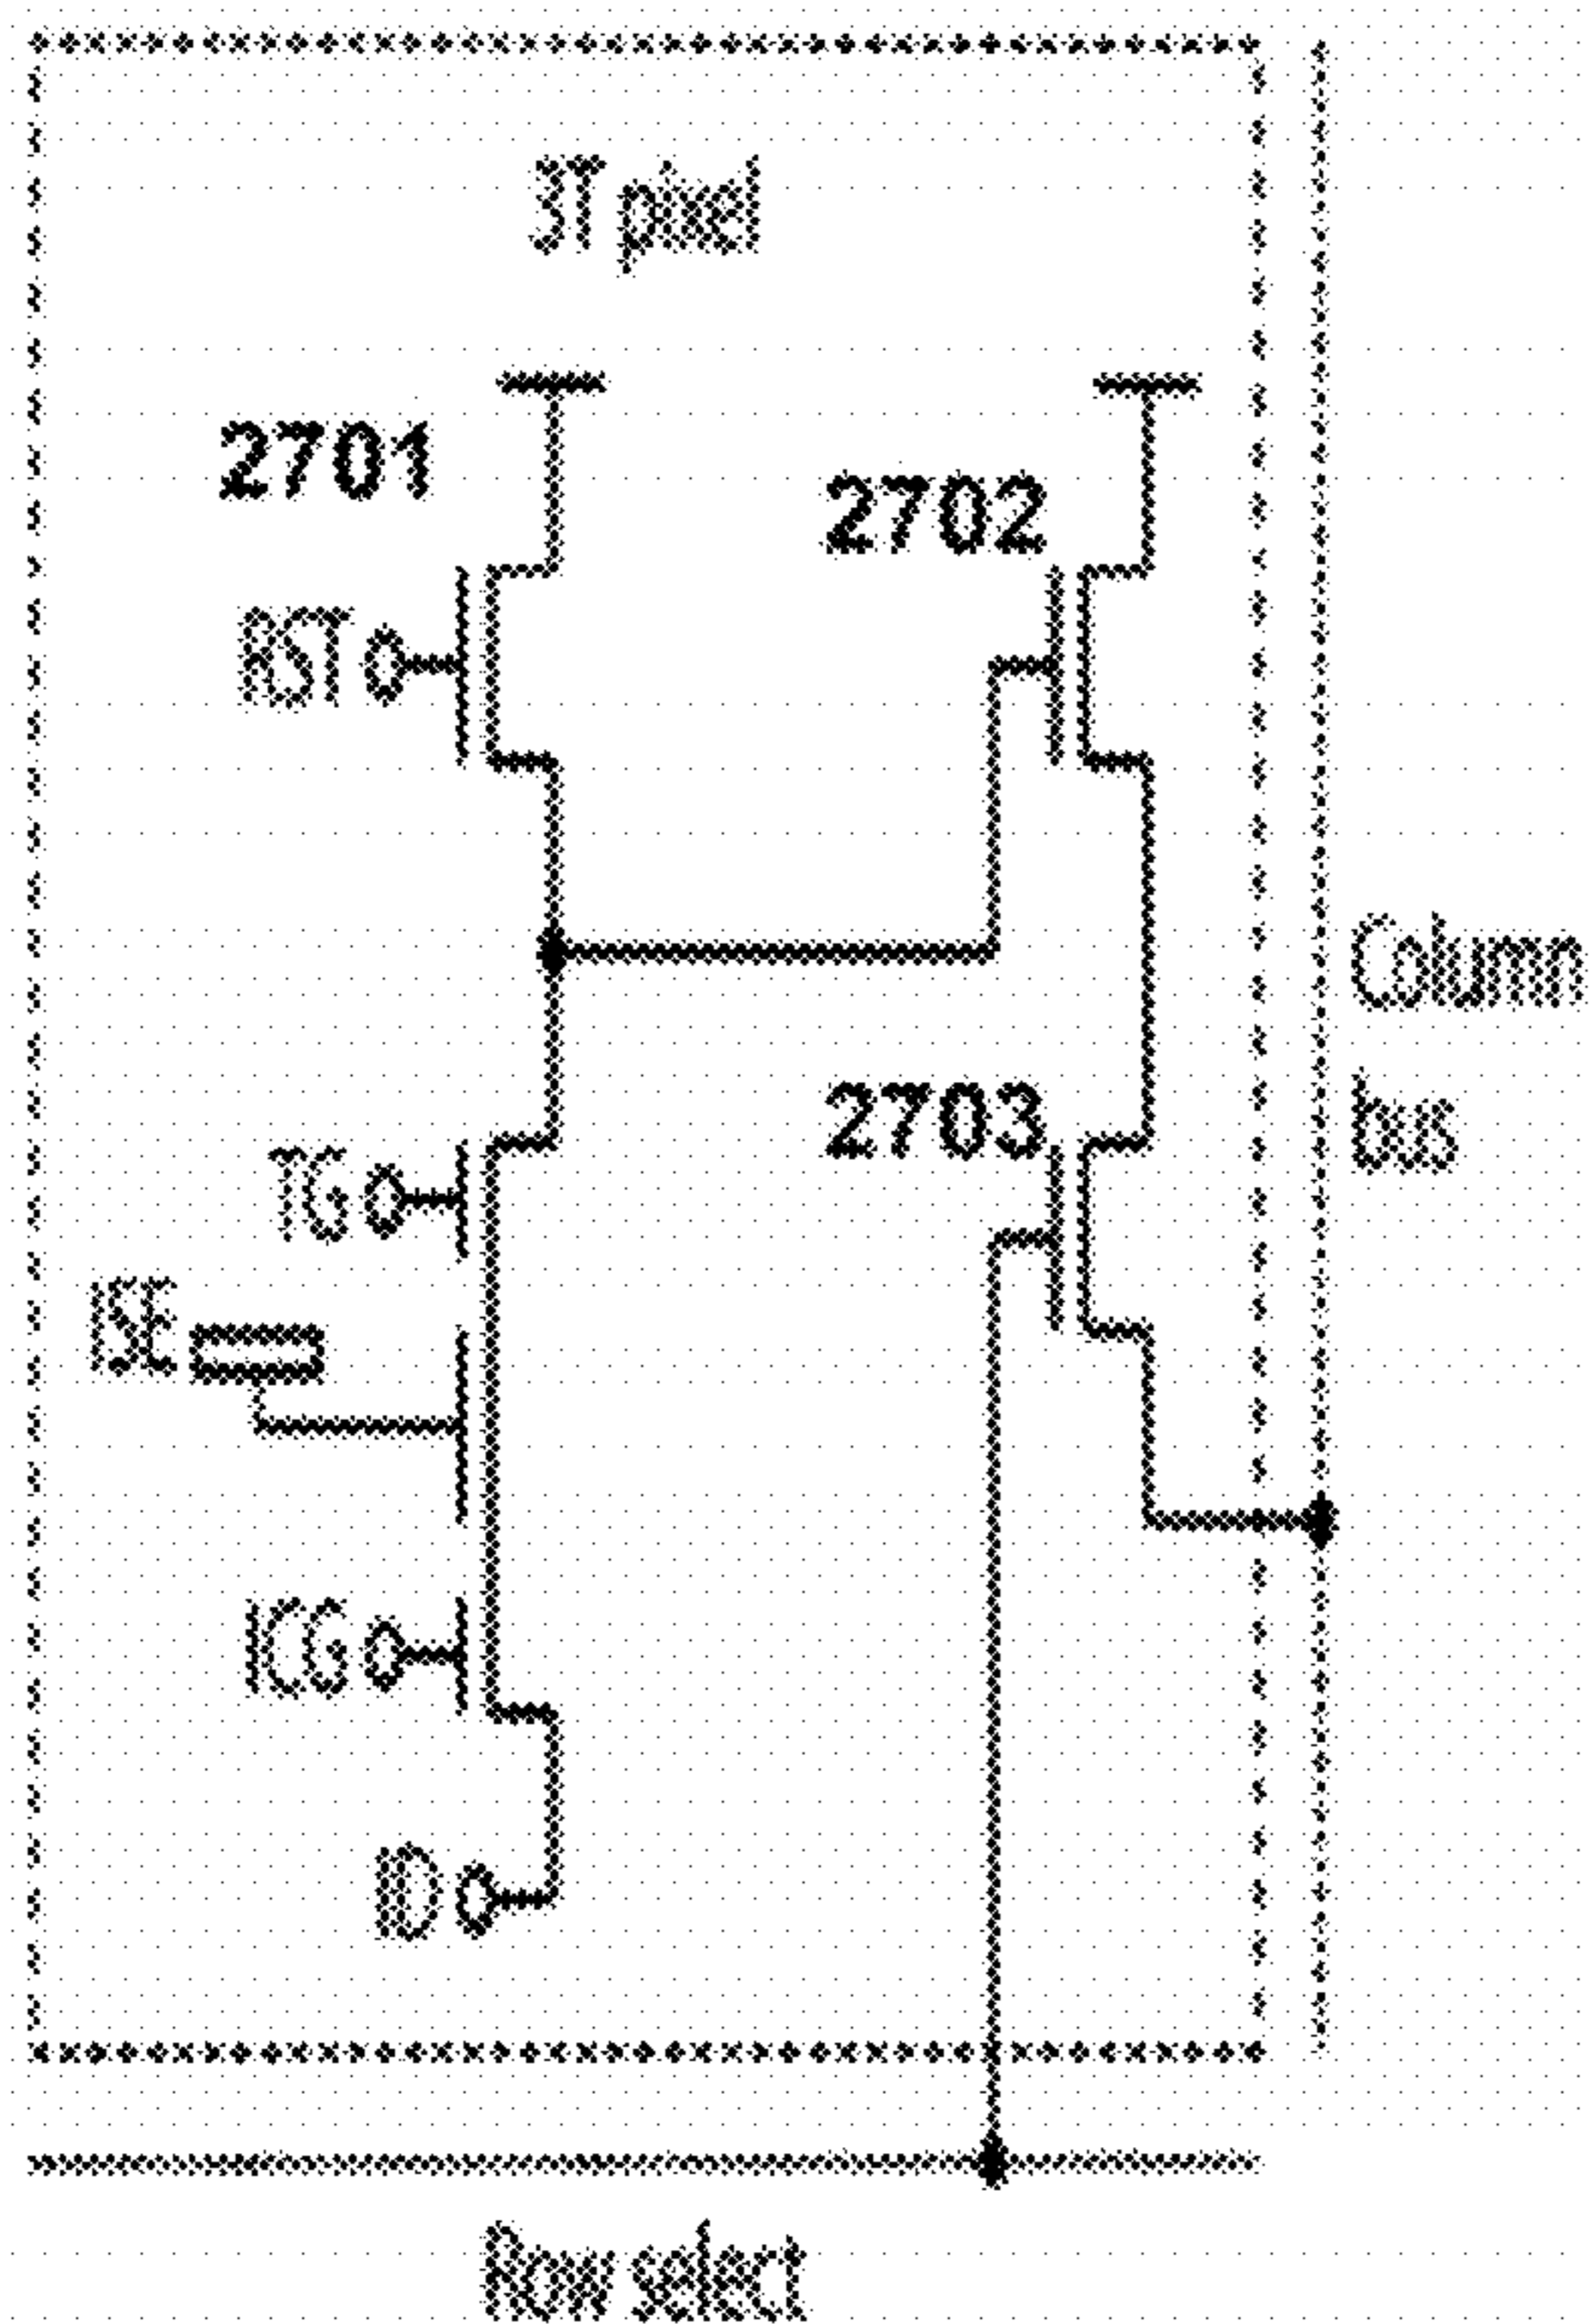 3T pixel
2701
2702
RST
Column
bus
2703
TG
ISE
ICG
ID
Row select